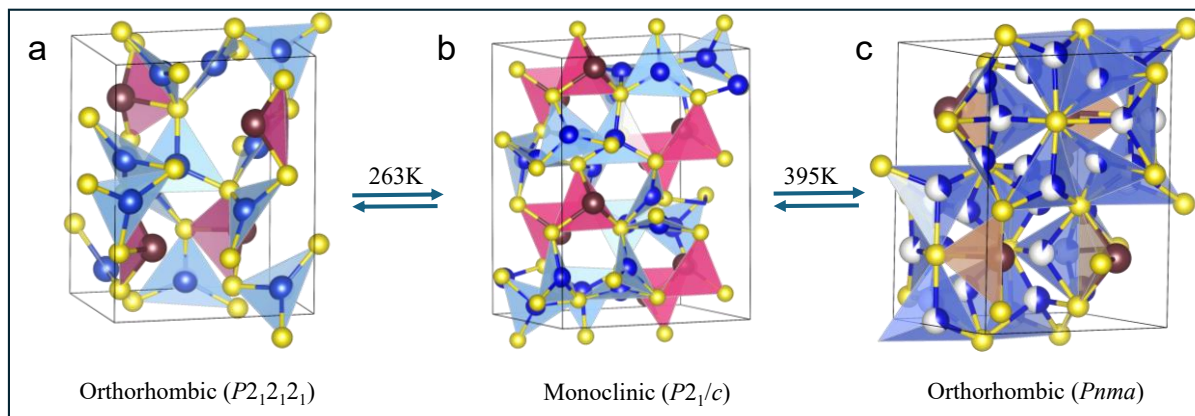 a
b
c
263K
395K
Orthorhombic (P2₁2₁2₁)
Monoclinic (P2₁/c)
Orthorhombic (Pnma)